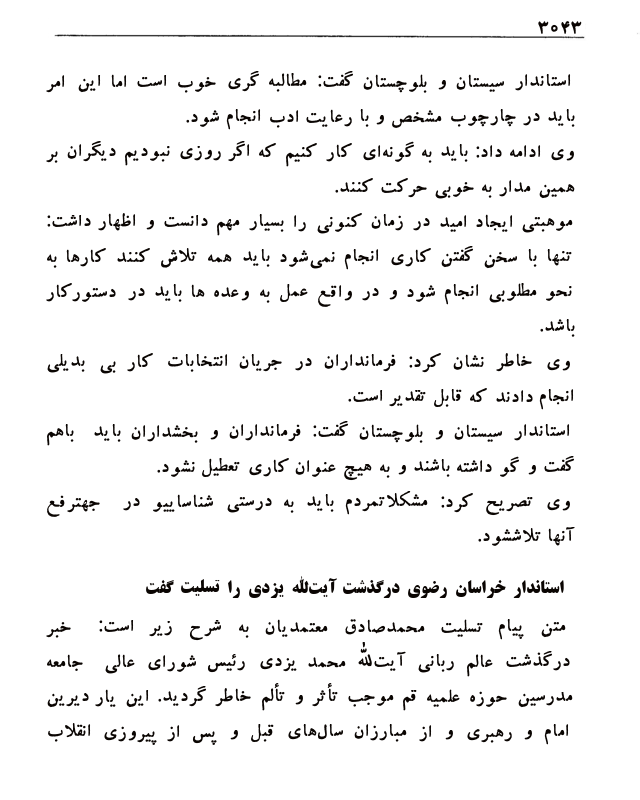 ۳۰۴۳
استاندار سیستان و بلوچستان گفت: مطالبه گری خوب است اما این امر
باید در چارچوب مشخص و با رعایت ادب انجام شود.
وی ادامه داد: باید به گونه‌ای کار کنیم که اگر روزی نبودیم دیگران بر
همین مدار به خوبی حرکت کنند.
موهبتی ایجاد امید در زمان کنونی را بسیار مهم دانست و اظهار داشت:
تنها با سخن گفتن کاری انجام نمی‌شود باید همه تلاش کنند کارها به
نحو مطلوبی انجام شود و در واقع عمل به وعده ها باید در دستورکار
باشد.
وی خاطر نشان کرد: فرمانداران در جریان انتخابات کار بی بدیلی
انجام دادند که قابل تقدیر است.
استاندار سیستان و بلوچستان گفت: فرمانداران و بخشداران باید باهم
گفت و گو داشته باشند و به هیچ عنوان کاری تعطیل نشود.
وی تصریح کرد: مشکلاتمردم باید به درستی شناساییو در جهترفع
آنها تلاششود.
استاندار خراسان رضوی درگذشت آیت‌الله یزدی را تسلیت گفت
متن پیام تسلیت محمدصادق معتمدیان به شرح زیر است: خبر
درگذشت عالم ربانی آیت‌الله محمد یزدی رئیس شورای عالی جامعه
مدرسین حوزه علمیه قم موجب تأثر و تألم خاطر گردید. این یار دیرین
امام و رهبری و از مبارزان سال‌های قبل و پس از پیروزی انقلاب